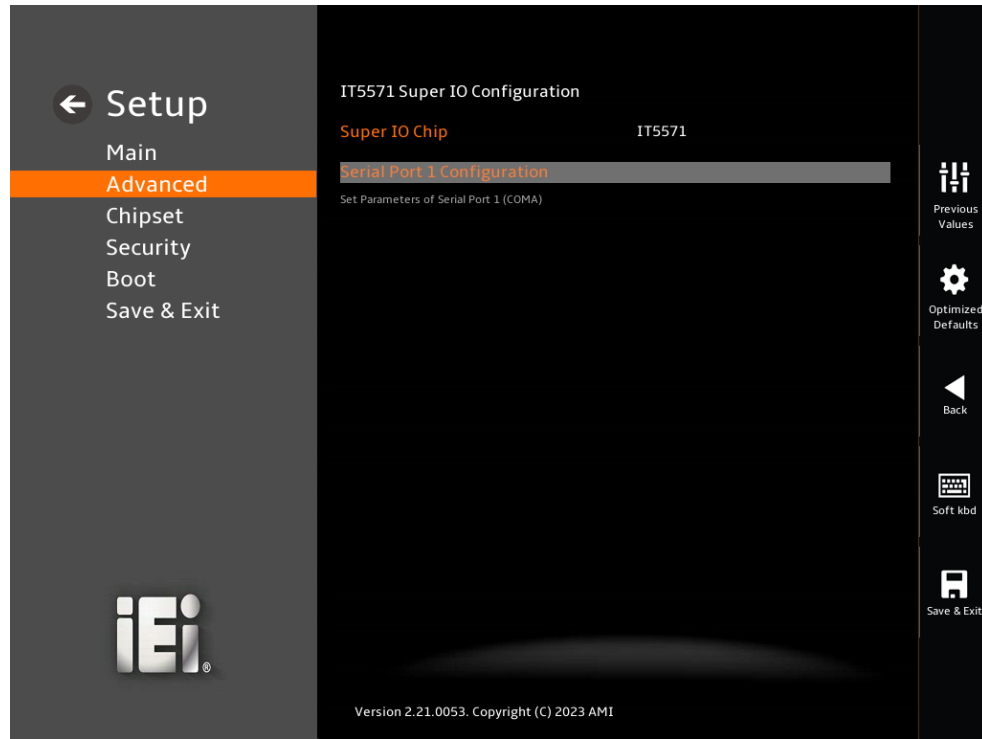 Setup
Main
Advanced
Chipset
Security
Boot
Save & Exit
iEi®
IT5571 Super IO Configuration
Super IO Chip IT5571
Serial Port 1 Configuration
Set Parameters of Serial Port 1 (COMA)
Version 2.21.0053. Copyright (C) 2023 AMI
Previous
Values
Optimized
Defaults
Back
Soft kbd
Save & Exit